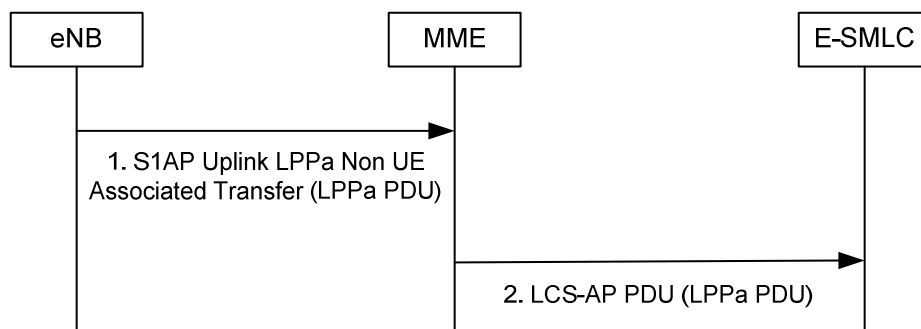 eNB
MME
E-SMLC
1. S1AP Uplink LPPa Non UE
Associated Transfer (LPPa PDU)
2. LCS-AP PDU (LPPa PDU)